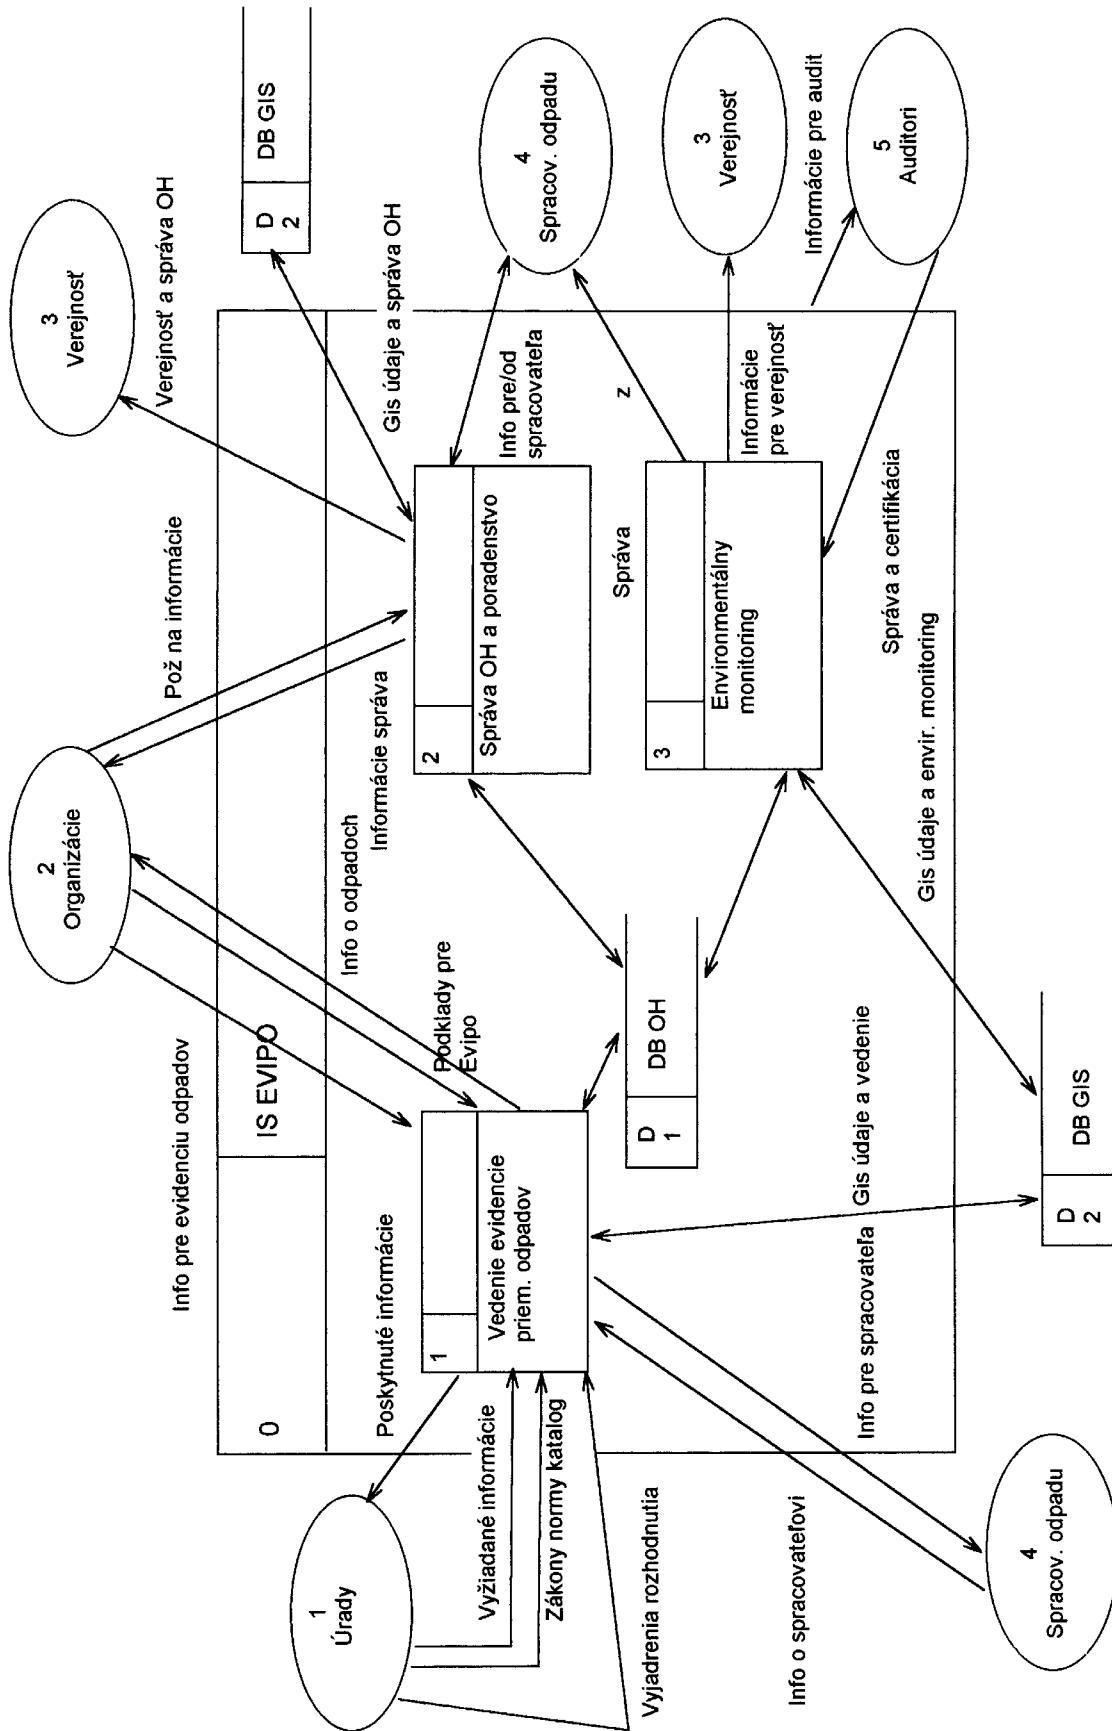 2
Organizácie
3
Verejnosť
Pož na informácie
Verejnosť a správa OH
Info pre evidenciu odpadov
D
2
DB GIS
0
IS EVIPO
Info o odpadoch
Informácie správa
Gis údaje a správa OH
1
Úrady
Poskytnuté informácie
Podklady pre
Evipo
1
Vedenie evidencie
priem. odpadov
2
Správa OH a poradenstvo
Info pre/od
spracovateľa
4
Spracov. odpadu
Vyžiadané informácie
Zákony normy katalog
Vyjadrenia rozhodnutia
D
1
DB OH
Správa
z
3
Environmentálny
monitoring
Informácie
pre verejnosť
3
Verejnosť
Informácie pre audit
5
Auditori
Info o spracovateľovi
Info pre spracovateľa
Gis údaje a vedenie
Správa a certifikácia
Gis údaje a envir. monitoring
4
Spracov. odpadu
D
2
DB GIS